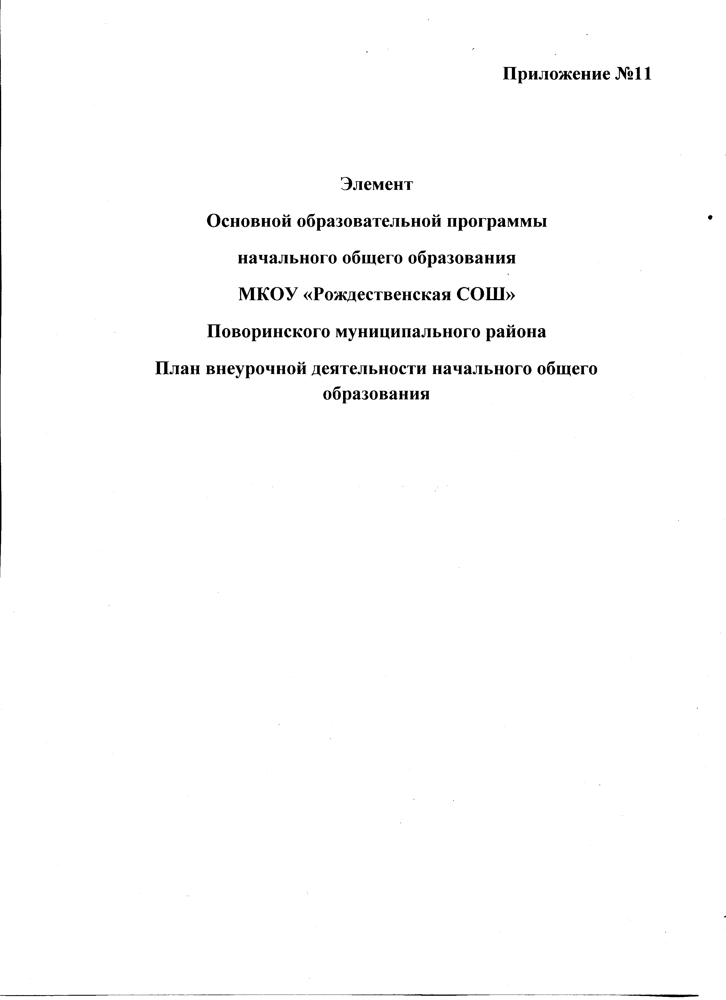 Приложение №11
Элемент
Основной образовательной программы
начального общего образования
МКОУ «Рождественская СОШ»
Поворинского муниципального района
План внеурочной деятельности начального общего
образования